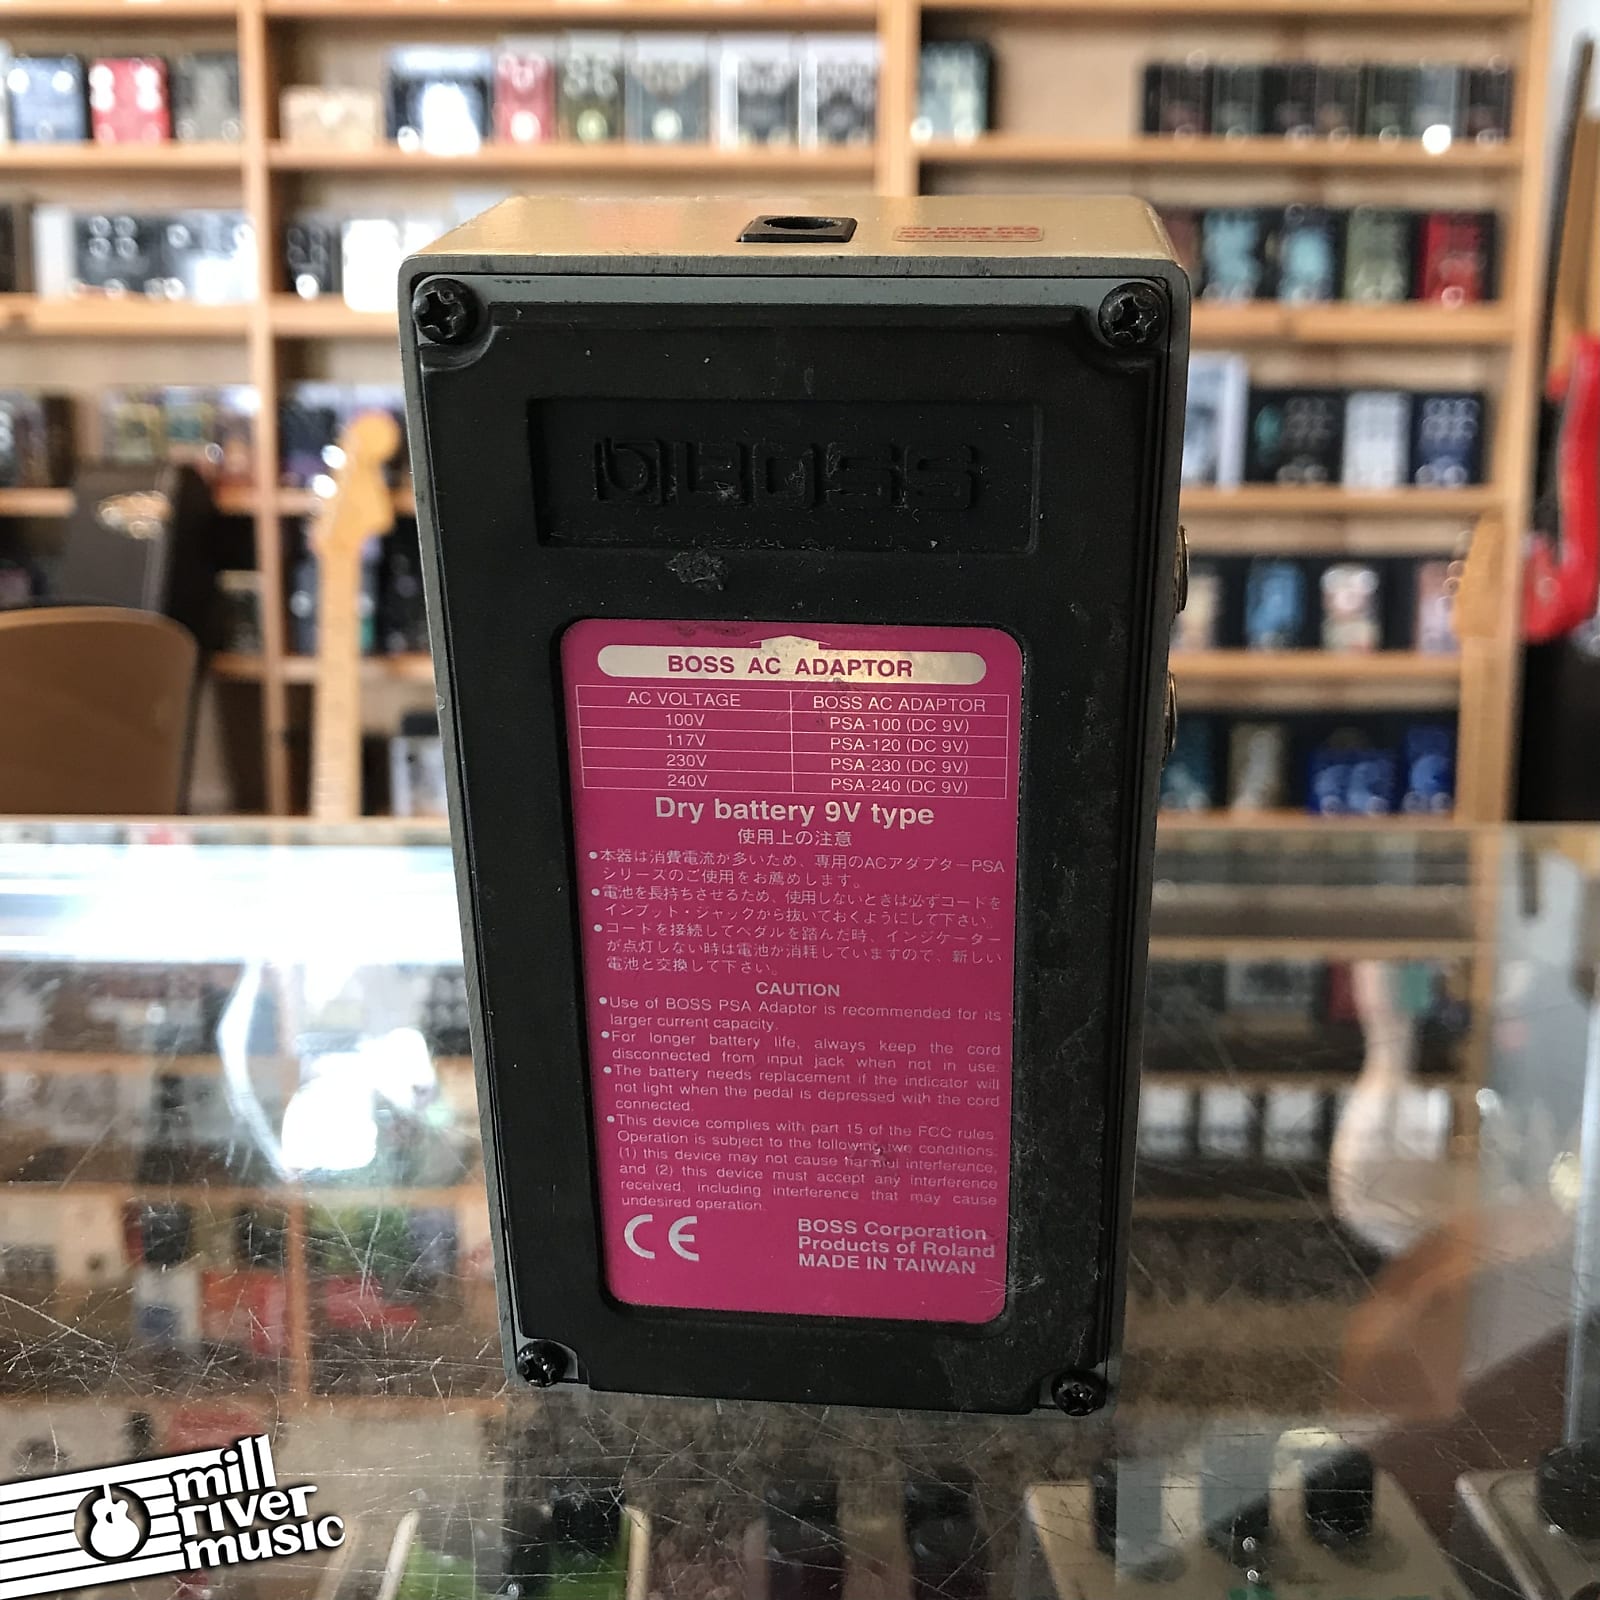 USE BOSS PSA
ADAPTOR ONLY
BOSS
BOSS AC ADAPTOR
AC VOLTAGE BOSS AC ADAPTOR
100V PSA-100 (DC 9V)
117V PSA-120 (DC 9V)
230V PSA-230 (DC 9V)
240V PSA-240 (DC 9V)
Dry battery 9V type
使用上の注意
●本器は消費電流が多いため、専用のACアダプターPSA
シリーズのご使用をお薦めします。
●電池を長持ちさせるため、使用しないときは必ずコードを
インプット・ジャックから抜いておくようにして下さい。
●コードを接続してペダルを踏んだ時、インジケーター
が点灯しない時は電池が消耗していますので、新しい
電池と交換して下さい。
CAUTION
●Use of BOSS PSA Adaptor is recommended for its
larger current capacity.
●For longer battery life, always keep the cord
disconnected from input jack when not in use.
●The battery needs replacement if the indicator will
not light when the pedal is depressed with the cord
connected.
●This device complies with part 15 of the FCC rules.
Operation is subject to the following two conditions:
(1) this device may not cause harmful interference,
and (2) this device must accept any interference
received, including interference that may cause
undesired operation.
CE
BOSS Corporation
Products of Roland
MADE IN TAIWAN
mill
river
music